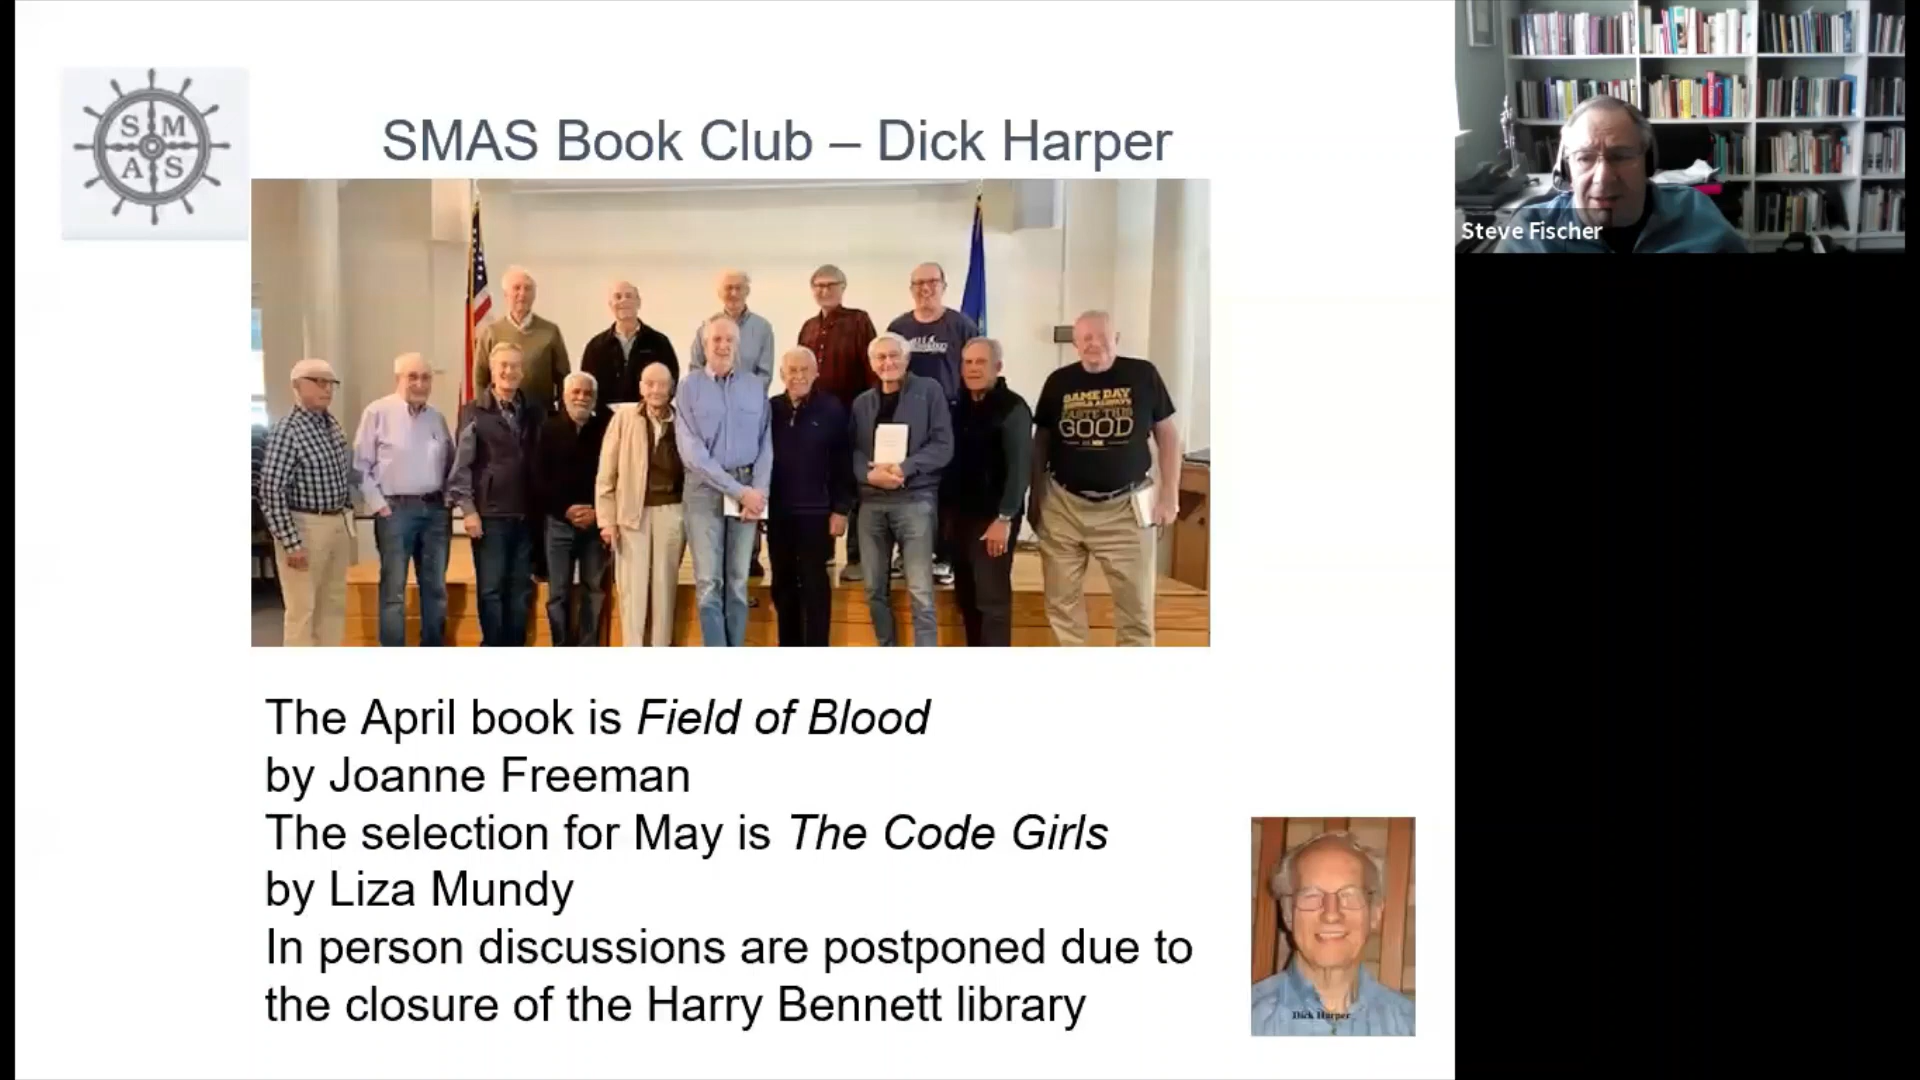 S M
A S
SMAS Book Club – Dick Harper
Steve Fischer
GAME DAY
TASTE THIS
GOOD
The April book is Field of Blood
by Joanne Freeman
The selection for May is The Code Girls
by Liza Mundy
In person discussions are postponed due to
the closure of the Harry Bennett library
Dick Harper